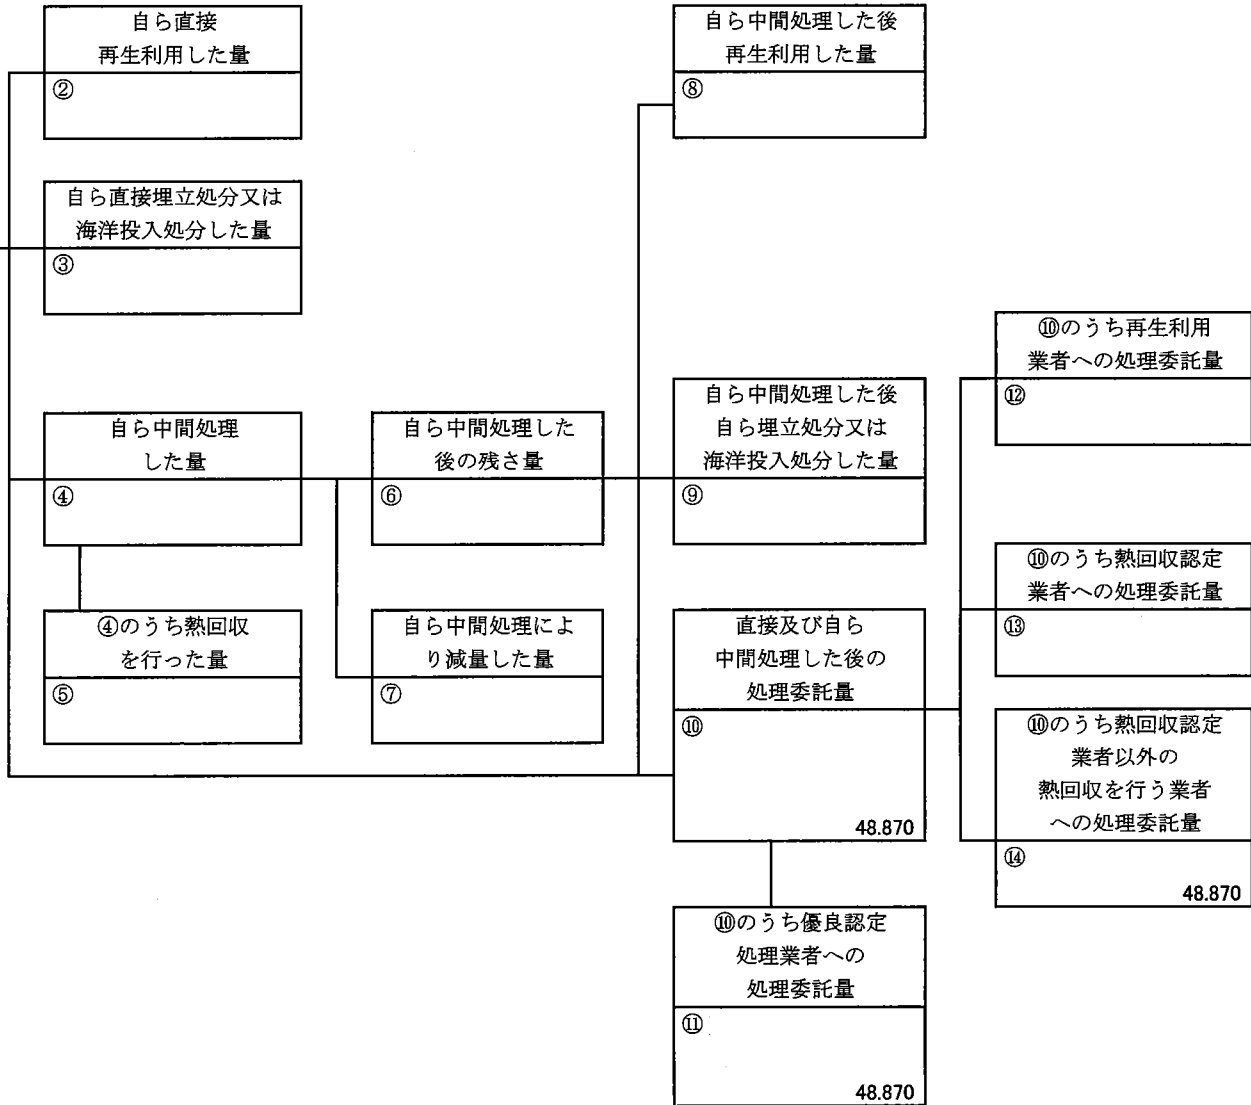 自ら直接
再生利用した量
②
自ら直接埋立処分又は
海洋投入処分した量
③
自ら中間処理
した量
④
④のうち熱回収
を行った量
⑤
自ら中間処理した
後の残さ量
⑥
自ら中間処理によ
り減量した量
⑦
自ら中間処理した後
再生利用した量
⑧
自ら中間処理した後
自ら埋立処分又は
海洋投入処分した量
⑨
直接及び自ら
中間処理した後の
処理委託量
⑩
48.870
⑩のうち優良認定
処理業者への
処理委託量
⑪
48.870
⑩のうち再生利用
業者への処理委託量
⑫
⑩のうち熱回収認定
業者への処理委託量
⑬
⑩のうち熱回収認定
業者以外の
熱回収を行う業者
への処理委託量
⑭
48.870